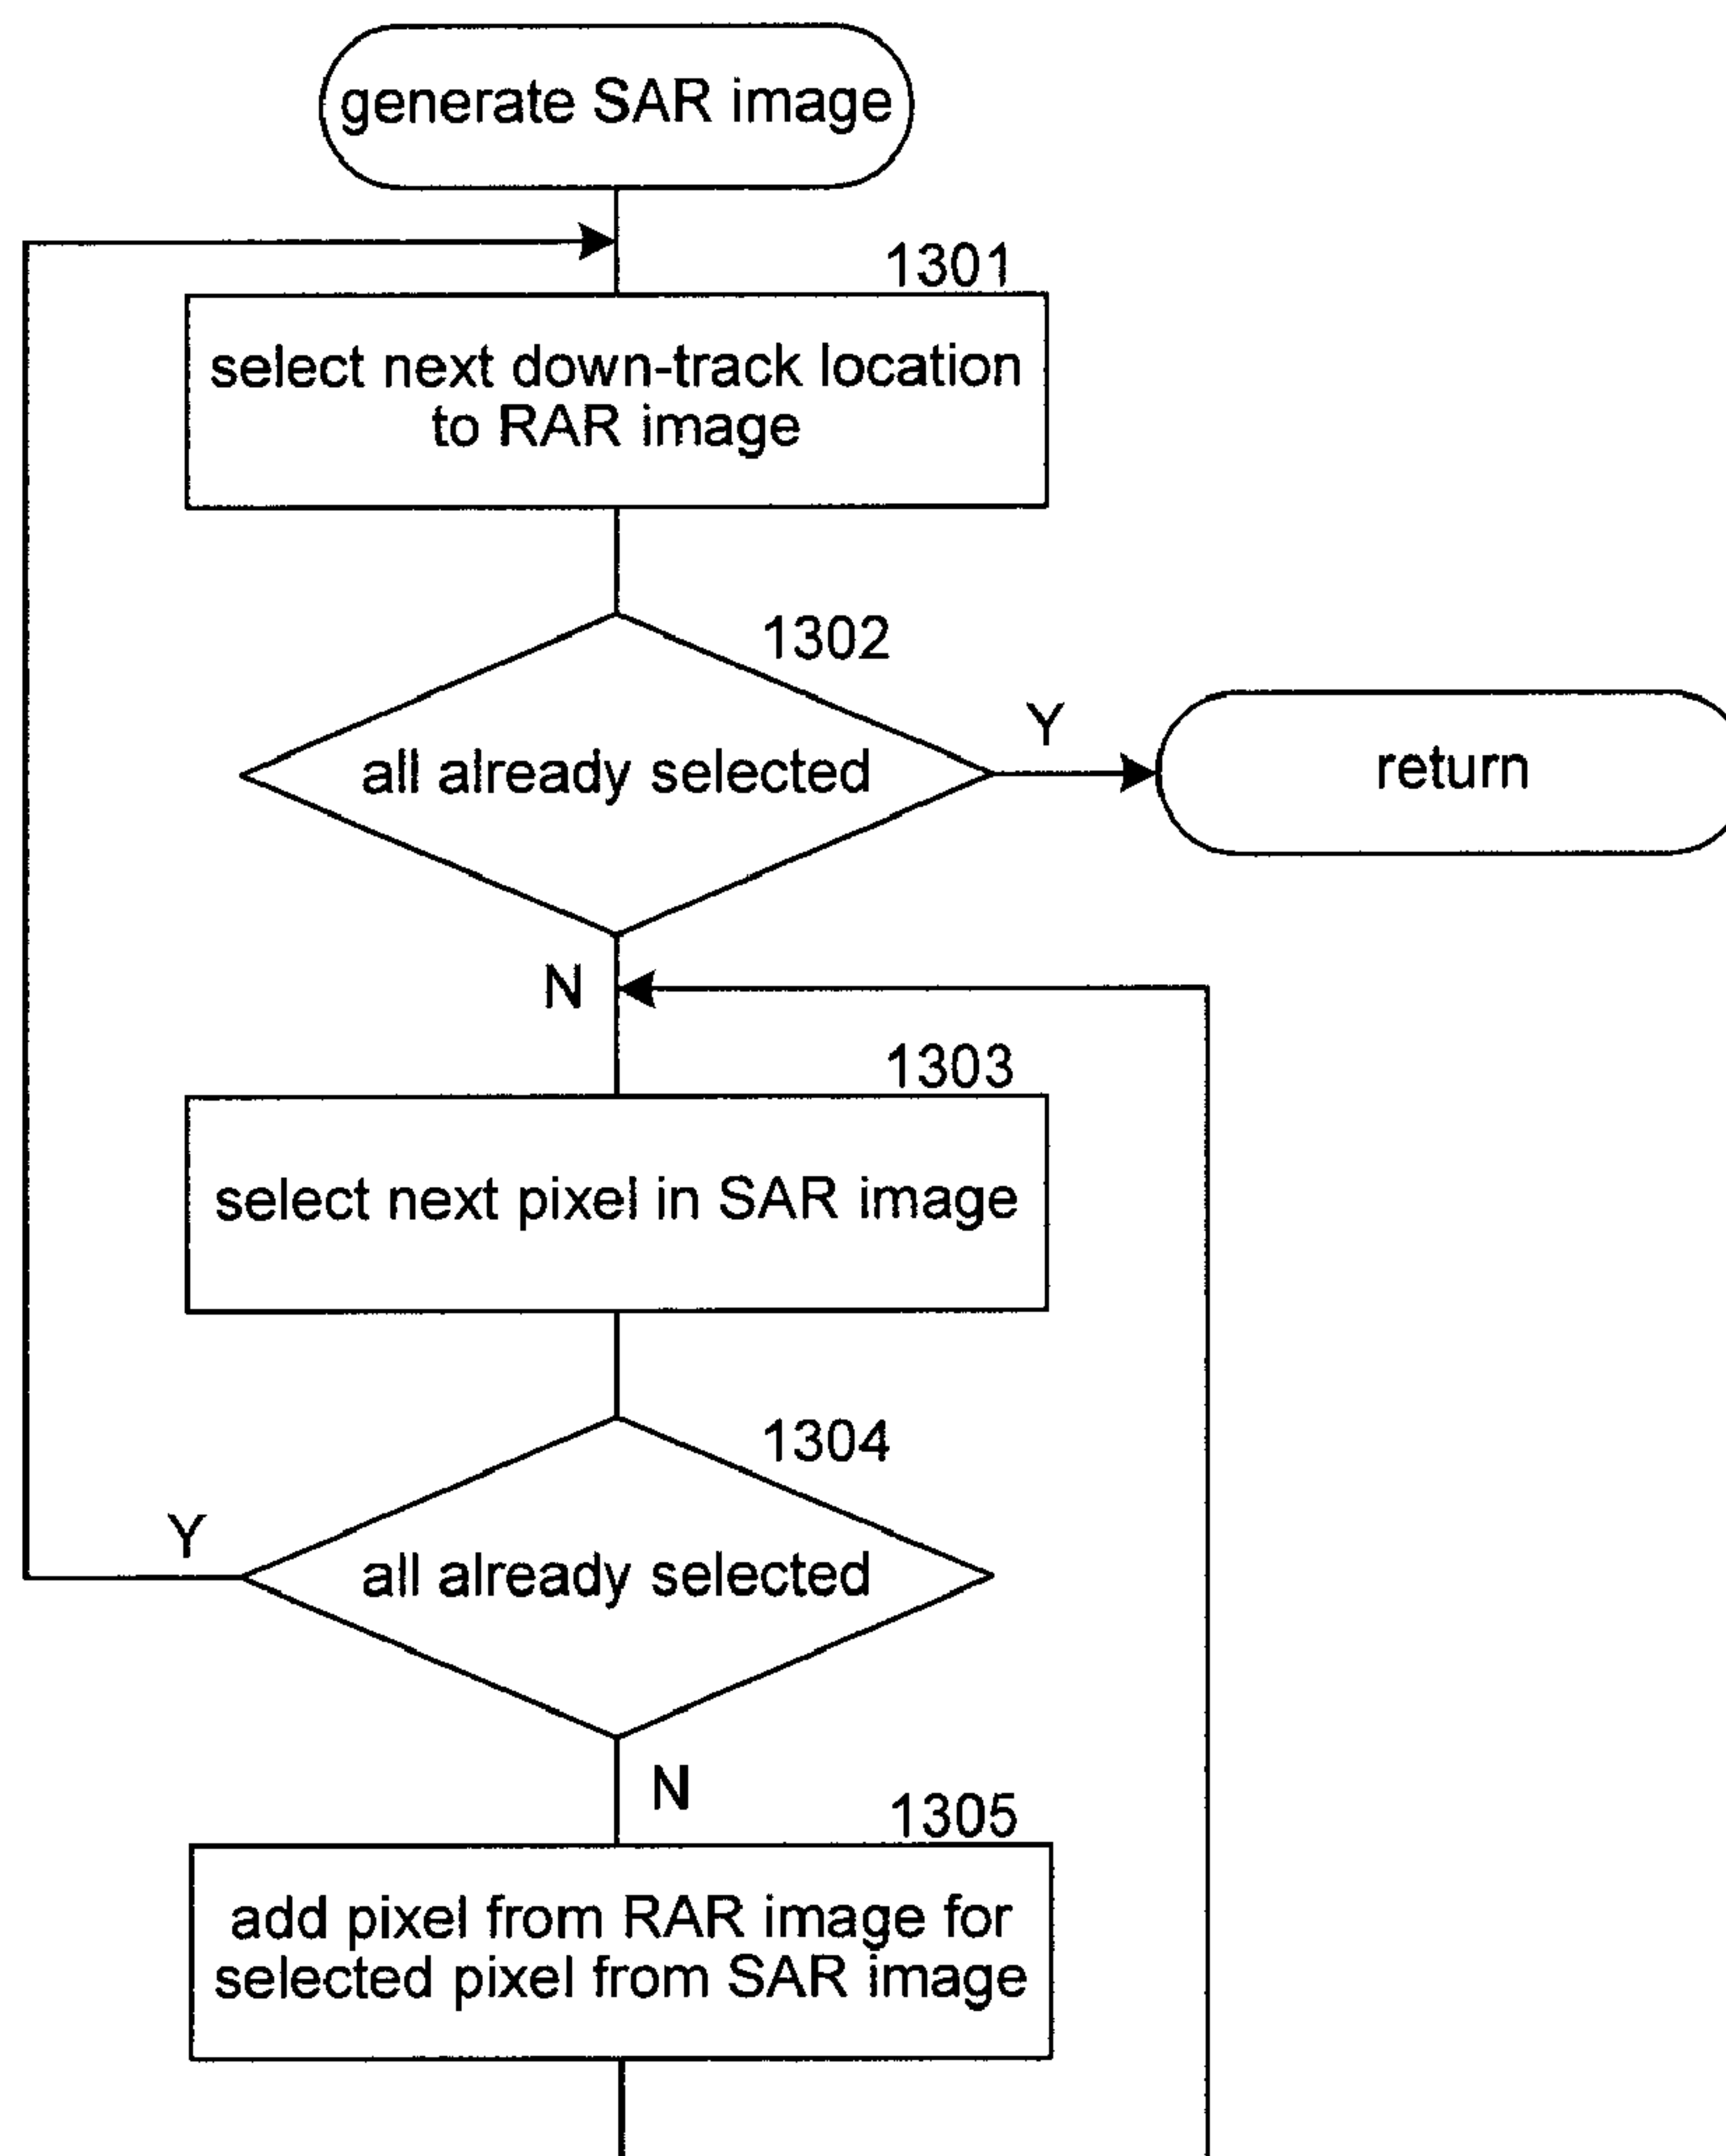 generate SAR image
1301
select next down-track location
to RAR image
1302
all already selected
Y
return
N
1303
select next pixel in SAR image
1304
all already selected
Y
N
1305
add pixel from RAR image for
selected pixel from SAR image